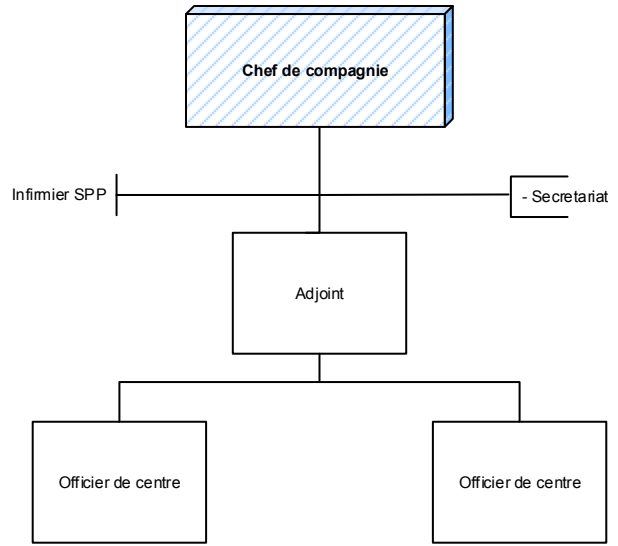 Chef de compagnie
Infirmier SPP
- Secretariat
Adjoint
Officier de centre
Officier de centre